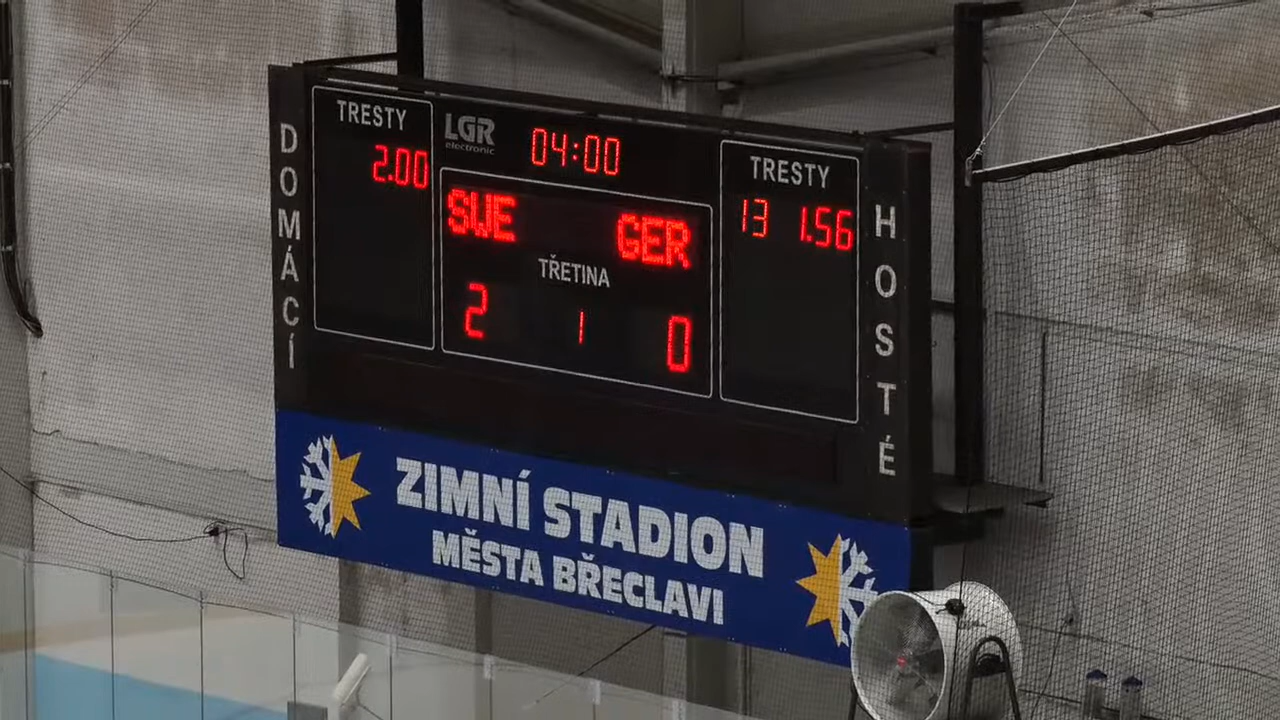 DOMÁCÍ
TRESTY
2.00
LGR
electronic
04:00
SWE GER
TŘETINA
2 1 0
TRESTY
13 1.56
HOSTÉ
ZIMNÍ STADION
MĚSTA BŘECLAVI